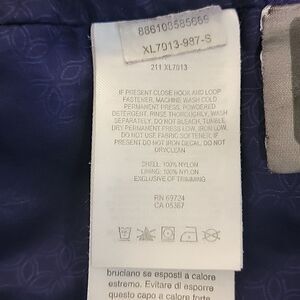 886108585659
XL7013-987-S
211 XL7013
IF PRESENT CLOSE HOOK AND LOOP
FASTENER, MACHINE WASH COLD
PERMANENT PRESS, POWDERED
DETERGENT, RINSE THOROUGHLY, WASH
SEPARATELY. DO NOT BLEACH, TUMBLE
DRY PERMANENT PRESS LOW, IRON LOW,
DO NOT USE FABRIC SOFTENER. IF
PRESENT DO NOT IRON DECAL. DO NOT
DRYCLEAN
SHELL: 100% NYLON
LINING: 100% NYLON
EXCLUSIVE OF TRIMMING
RN 69724
CA 05367
bruciano se esposti a calore
estremo. Evitare di esporre
questo capo a calore forte